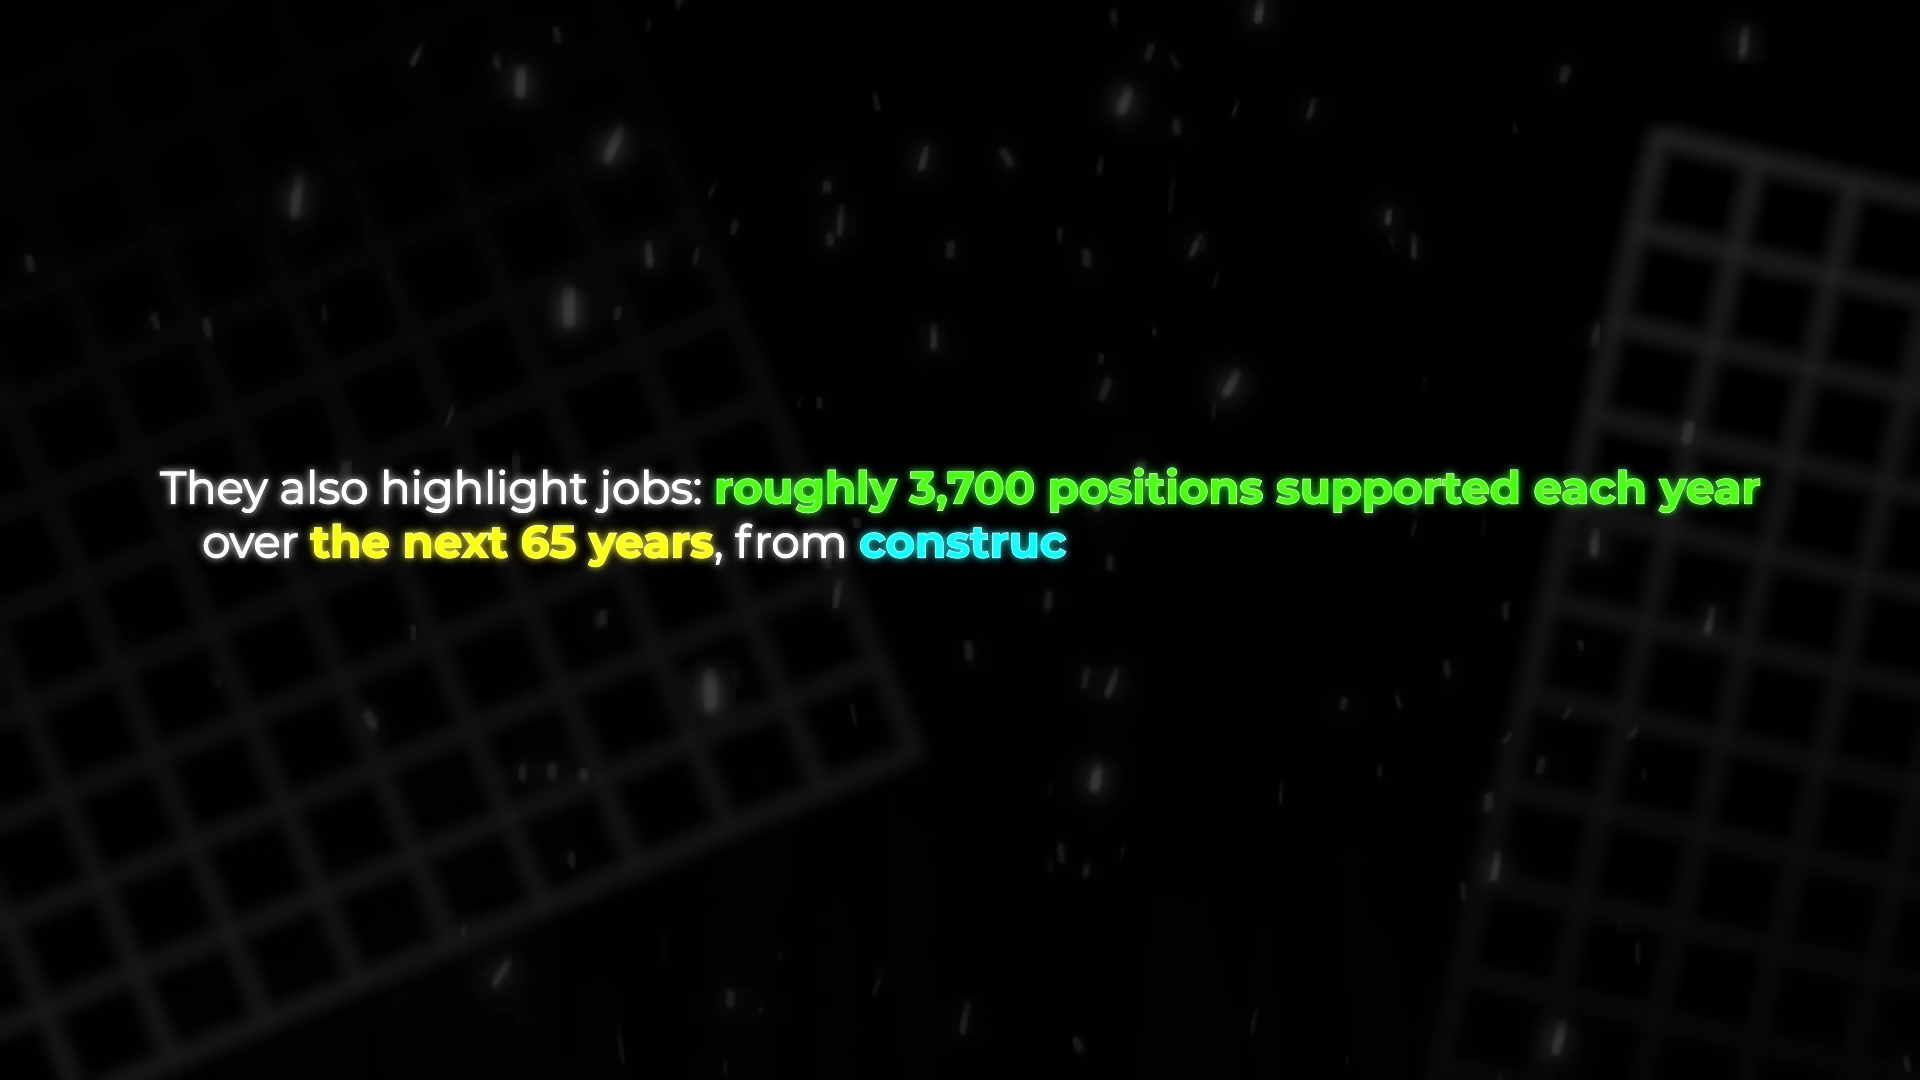 They also highlight jobs: roughly 3,700 positions supported each year
over the next 65 years, from construc